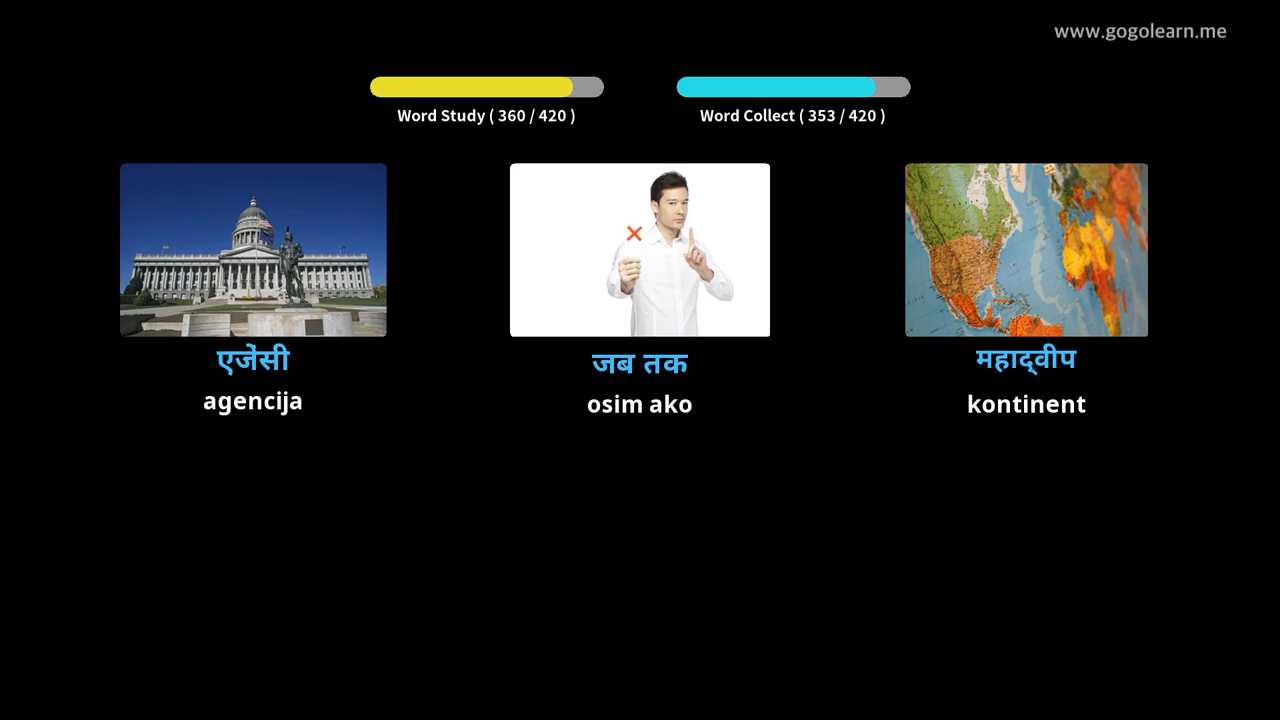 www.gogolearn.me
Word Study ( 360 / 420 )
Word Collect ( 353 / 420 )
एजेंसी
जब तक
महाद्वीप
agencija
osim ako
kontinent